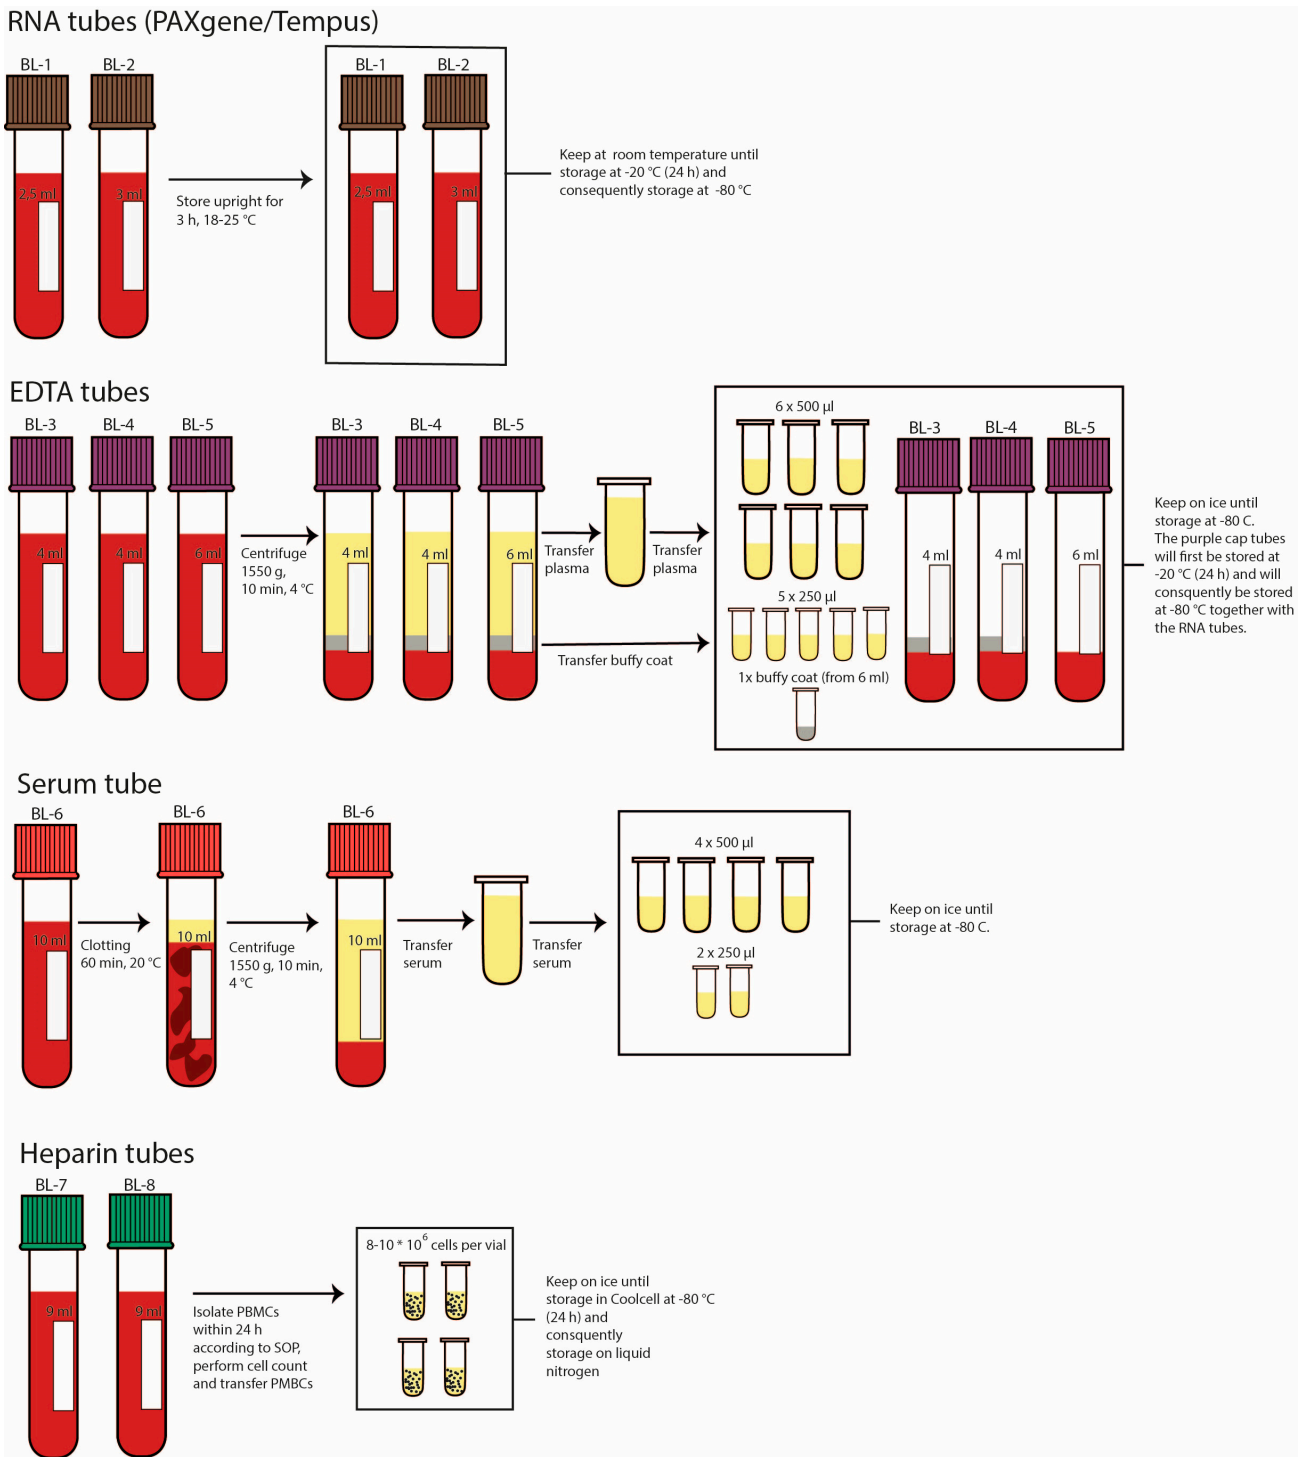 RNA tubes (PAXgene/Tempus)
BL-1
BL-2
BL-1
BL-2
2,5 ml
3 ml
Store upright for
3 h, 18-25 °C
2,5 ml
3 ml
Keep at room temperature until
storage at -20 °C (24 h) and
consequently storage at -80 °C
EDTA tubes
BL-3
BL-4
BL-5
4 ml
4 ml
6 ml
Centrifuge
1550 g,
10 min, 4 °C
BL-3
BL-4
BL-5
4 ml
4 ml
6 ml
Transfer
plasma
Transfer
plasma
Transfer buffy coat
6 x 500 µl
5 x 250 µl
1x buffy coat (from 6 ml)
BL-3
BL-4
BL-5
4 ml
4 ml
6 ml
Keep on ice until
storage at -80 C.
The purple cap tubes
will first be stored at
-20 °C (24 h) and will
consquently be stored
at -80 °C together with
the RNA tubes.
Serum tube
BL-6
10 ml
Clotting
60 min, 20 °C
BL-6
10 ml
Centrifuge
1550 g, 10 min,
4 °C
BL-6
10 ml
Transfer
serum
Transfer
serum
4 x 500 µl
2 x 250 µl
Keep on ice until
storage at -80 C.
Heparin tubes
BL-7
BL-8
9 ml
9 ml
Isolate PBMCs
within 24 h
according to SOP,
perform cell count
and transfer PMBCs
8-10 * 10⁶ cells per vial
Keep on ice until
storage in Coolcell at -80 °C
(24 h) and
consquently
storage on liquid
nitrogen